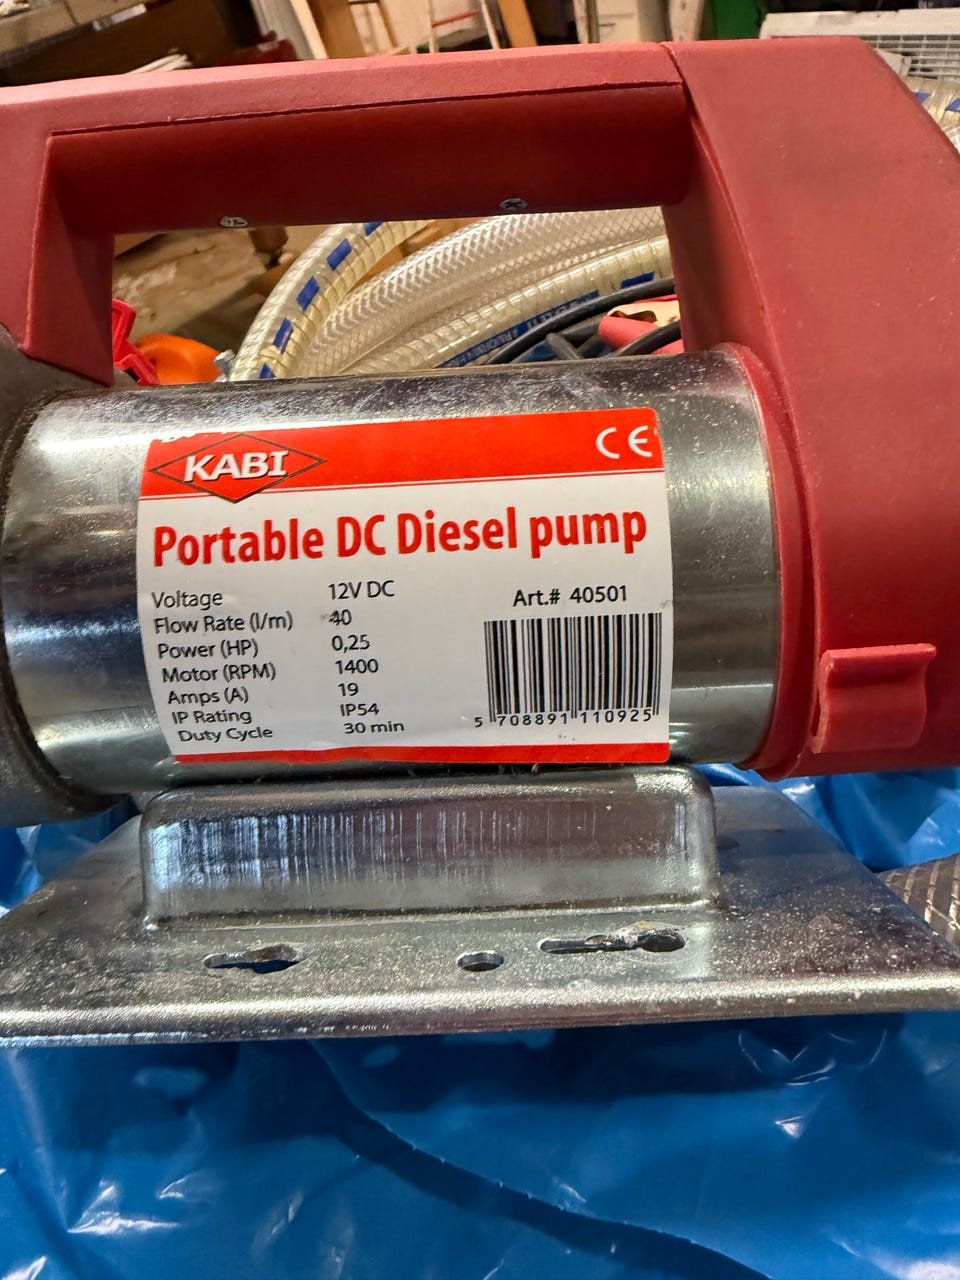 KABI
CE
Portable DC Diesel pump
Voltage 12V DC
Flow Rate (l/m) 40
Power (HP) 0,25
Motor (RPM) 1400
Amps (A) 19
IP Rating IP54
Duty Cycle 30 min
Art.# 40501
5 708891 110925